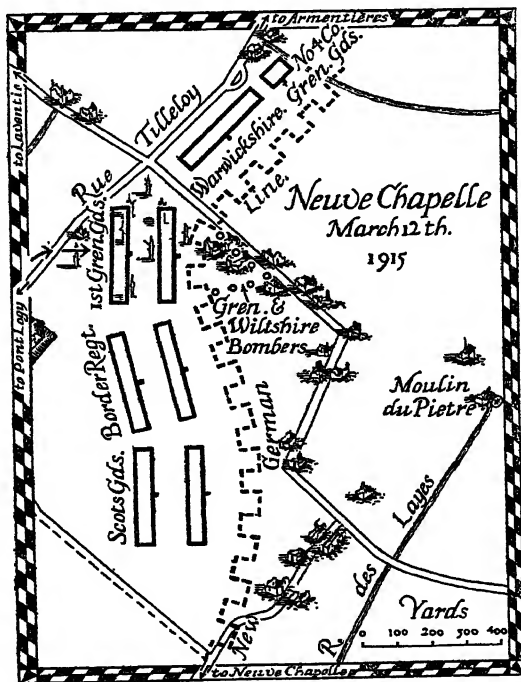 to Armentières
No 4 Co.
Gren. Gds.
to Laventie
Rue Tilleloy
Warwickshire
Line.
Neuve Chapelle
March 12th.
1915
1st Gren. Gds.
Gren. &
Wiltshire
Bombers
to Pont Logy
Border Regt.
Moulin
du Pietre
German
Scots Gds.
R. des Layes
New
Yards
0 100 200 300 400
to Neuve Chapelle